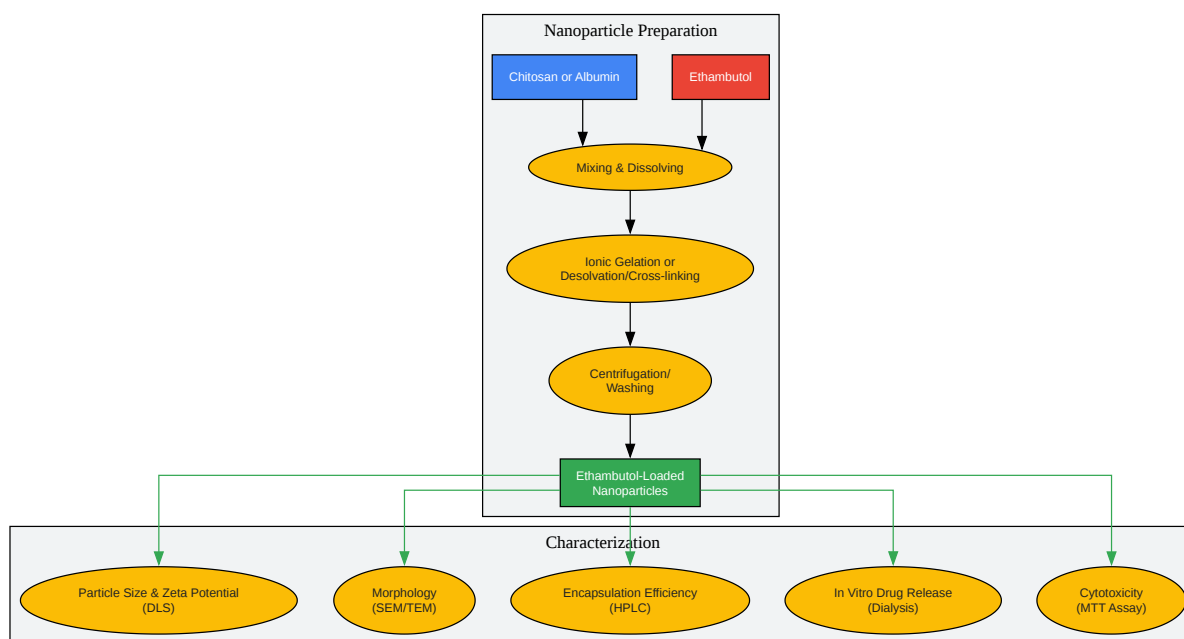 Nanoparticle Preparation
Chitosan or Albumin
Ethambutol
Mixing & Dissolving
Ionic Gelation or
Desolvation/Cross-linking
Centrifugation/
Washing
Ethambutol-Loaded
Nanoparticles
Characterization
Particle Size & Zeta Potential
(DLS)
Morphology
(SEM/TEM)
Encapsulation Efficiency
(HPLC)
In Vitro Drug Release
(Dialysis)
Cytotoxicity
(MTT Assay)